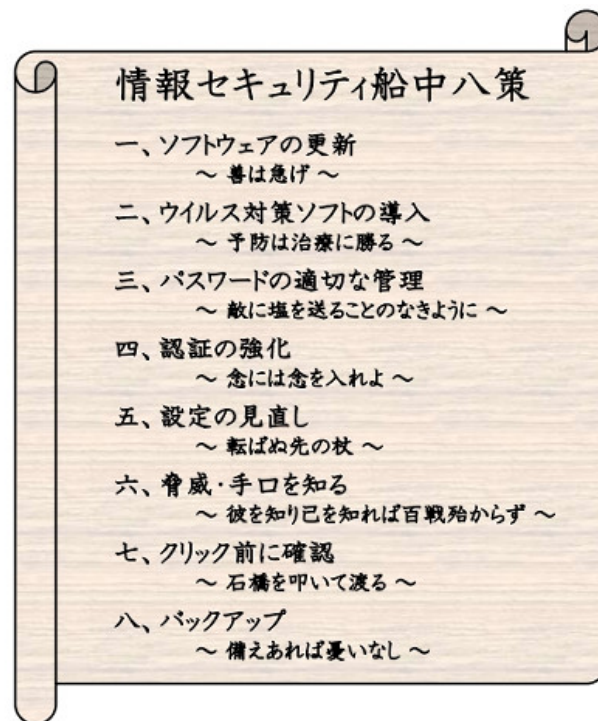 情報セキュリティ船中八策
一、ソフトウェアの更新
～ 善は急げ ～
二、ウイルス対策ソフトの導入
～ 予防は治療に勝る ～
三、パスワードの適切な管理
～ 敵に塩を送ることのなきように ～
四、認証の強化
～ 念には念を入れよ ～
五、設定の見直し
～ 転ばぬ先の杖 ～
六、脅威・手口を知る
～ 彼を知り己を知れば百戦殆からず ～
七、クリック前に確認
～ 石橋を叩いて渡る ～
八、バックアップ
～ 備えあれば憂いなし ～